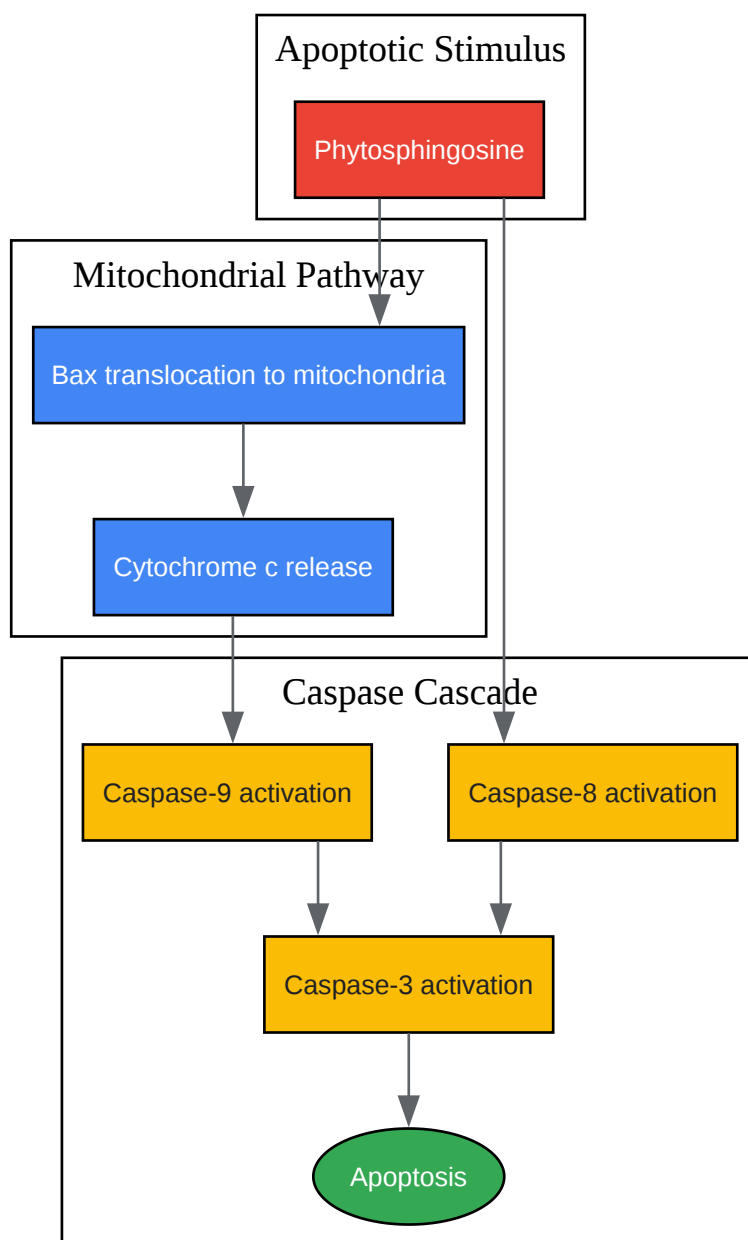 Apoptotic Stimulus
Phytosphingosine
Mitochondrial Pathway
Bax translocation to mitochondria
Cytochrome c release
Caspase Cascade
Caspase-9 activation
Caspase-8 activation
Caspase-3 activation
Apoptosis